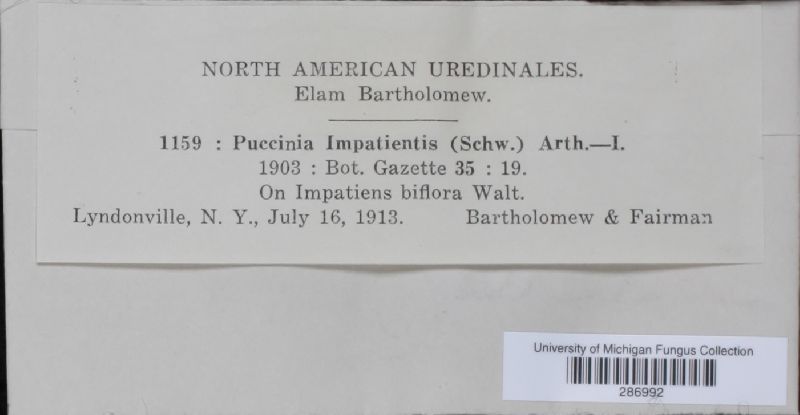 NORTH AMERICAN UREDINALES.
Elam Bartholomew.
1159 : Puccinia Impatientis (Schw.) Arth.—I.
1903 : Bot. Gazette 35 : 19.
On Impatiens biflora Walt.
Lyndonville, N. Y., July 16, 1913. Bartholomew & Fairman
University of Michigan Fungus Collection
286992